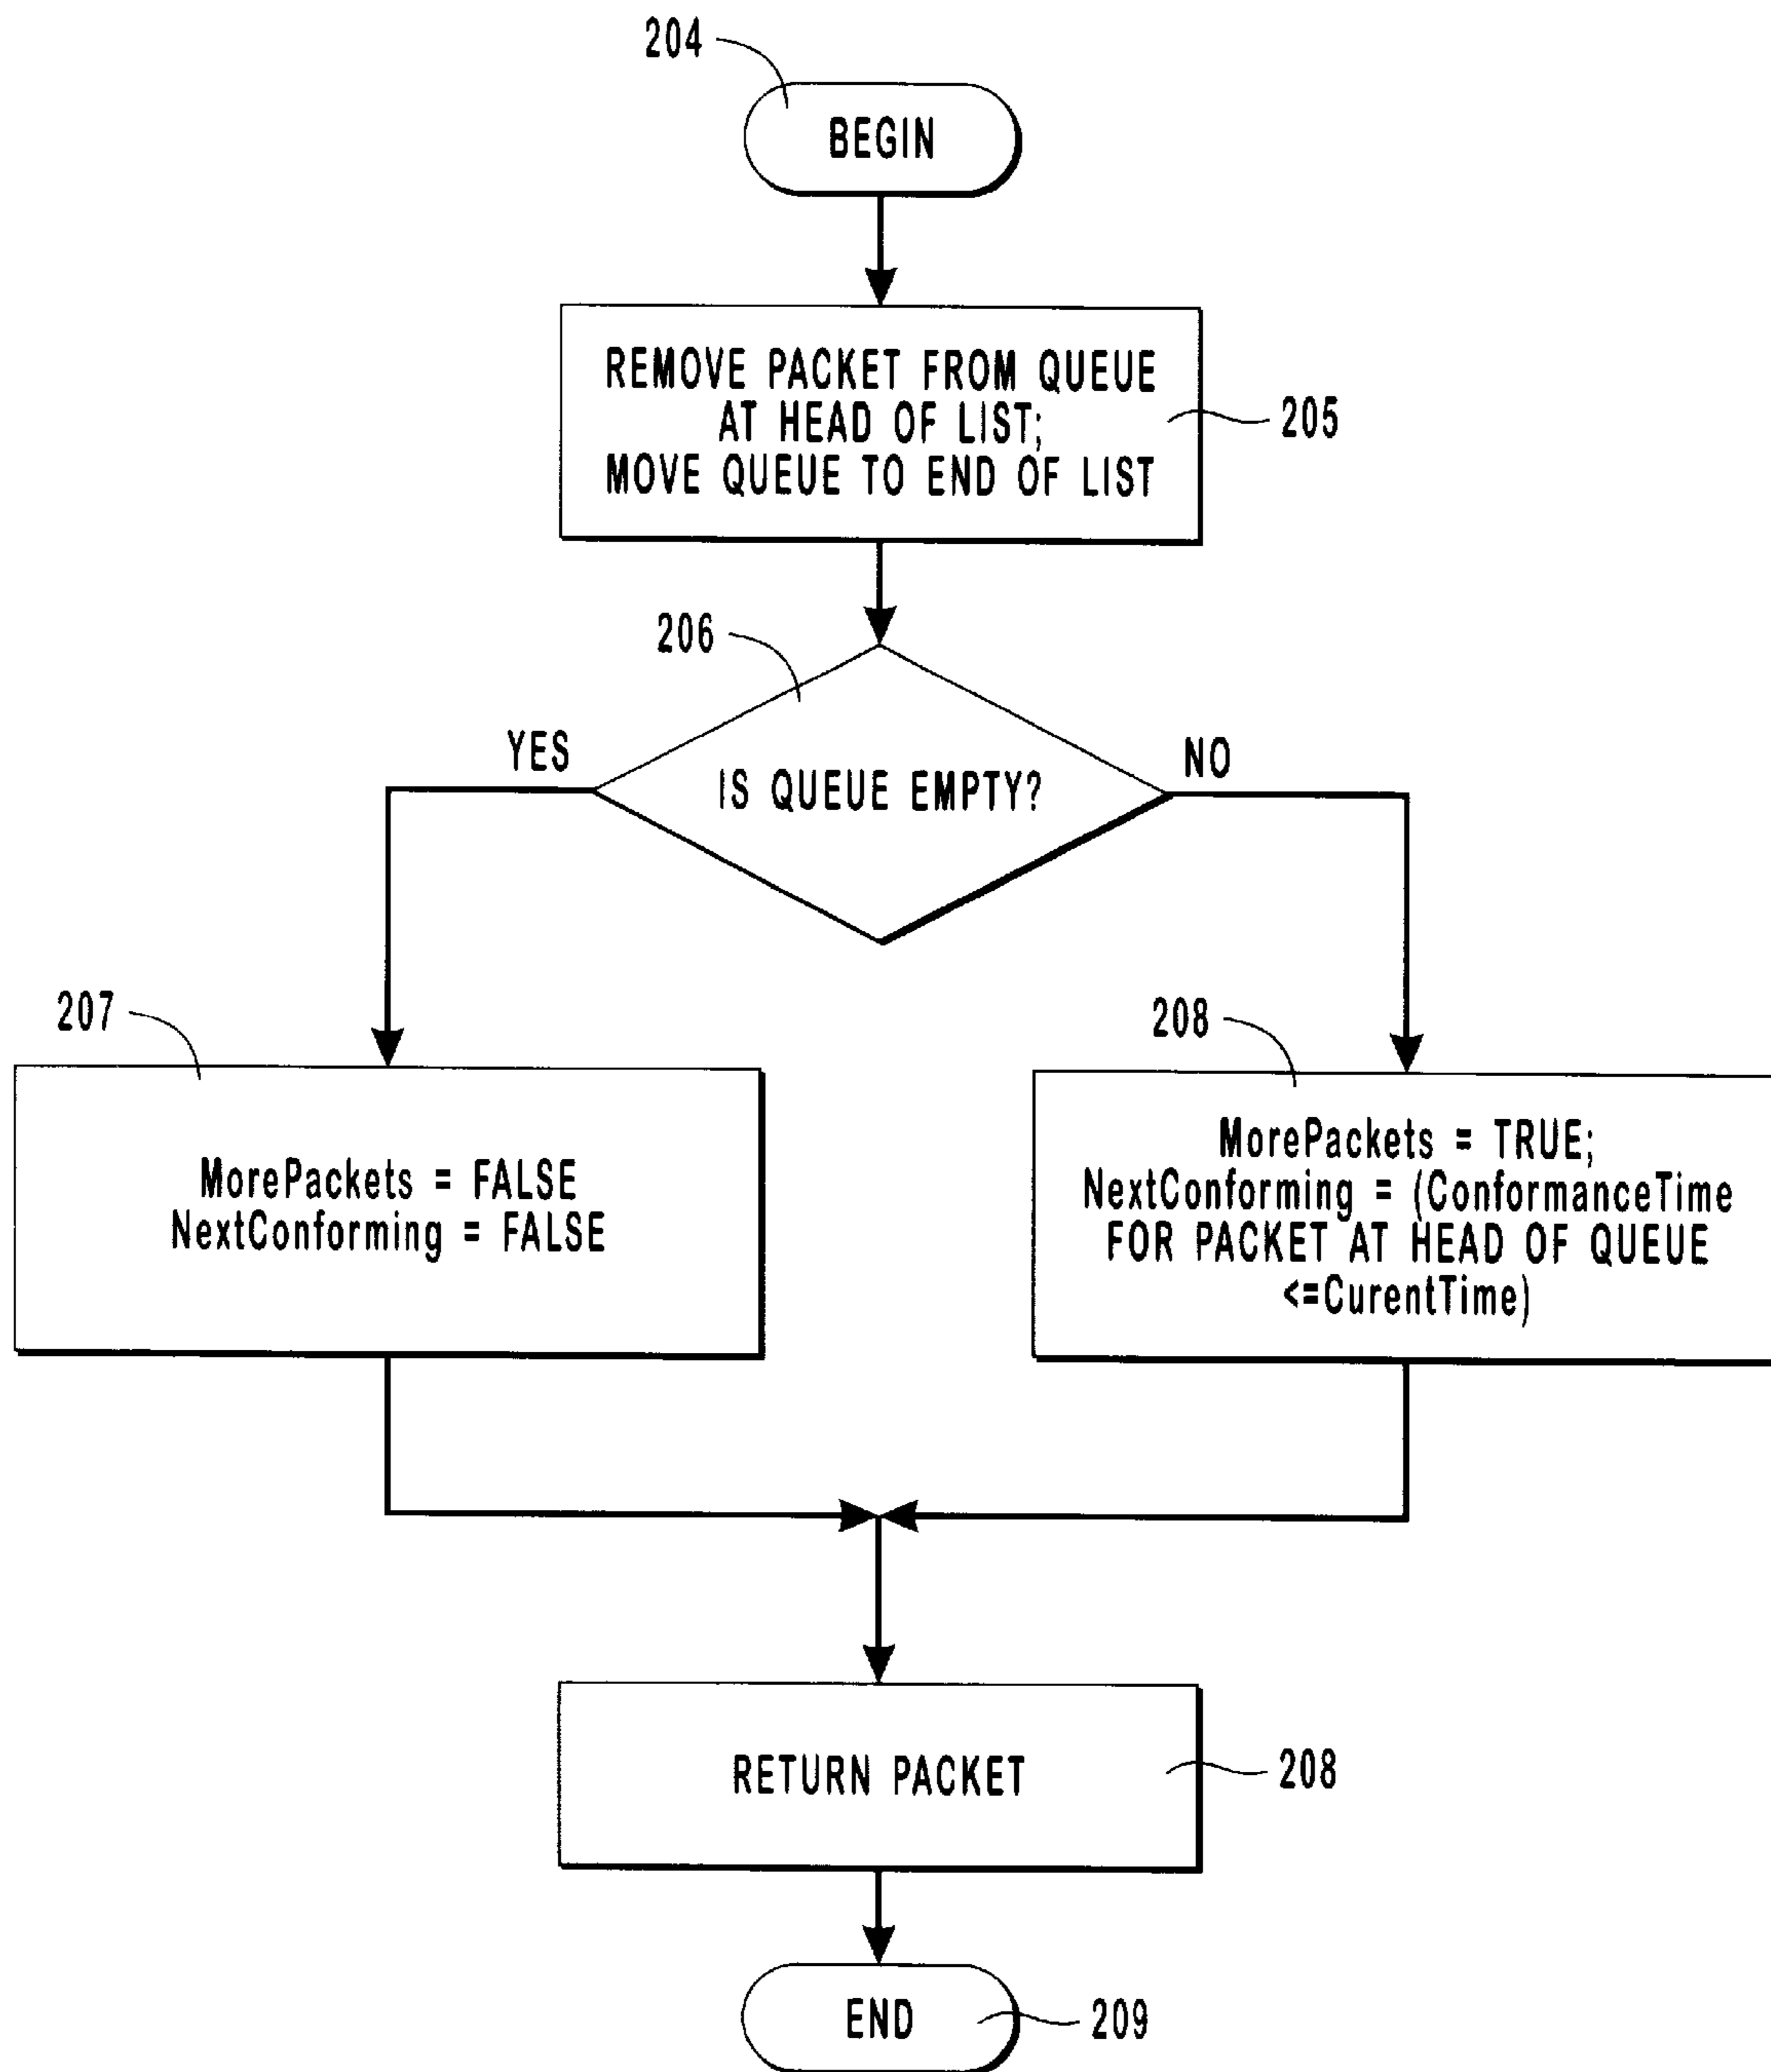 204
BEGIN
REMOVE PACKET FROM QUEUE
AT HEAD OF LIST;
MOVE QUEUE TO END OF LIST
205
206
YES
IS QUEUE EMPTY?
NO
207
MorePackets = FALSE
NextConforming = FALSE
208
MorePackets = TRUE;
NextConforming = (ConformanceTime
FOR PACKET AT HEAD OF QUEUE
<=CurentTime)
RETURN PACKET
208
END
209